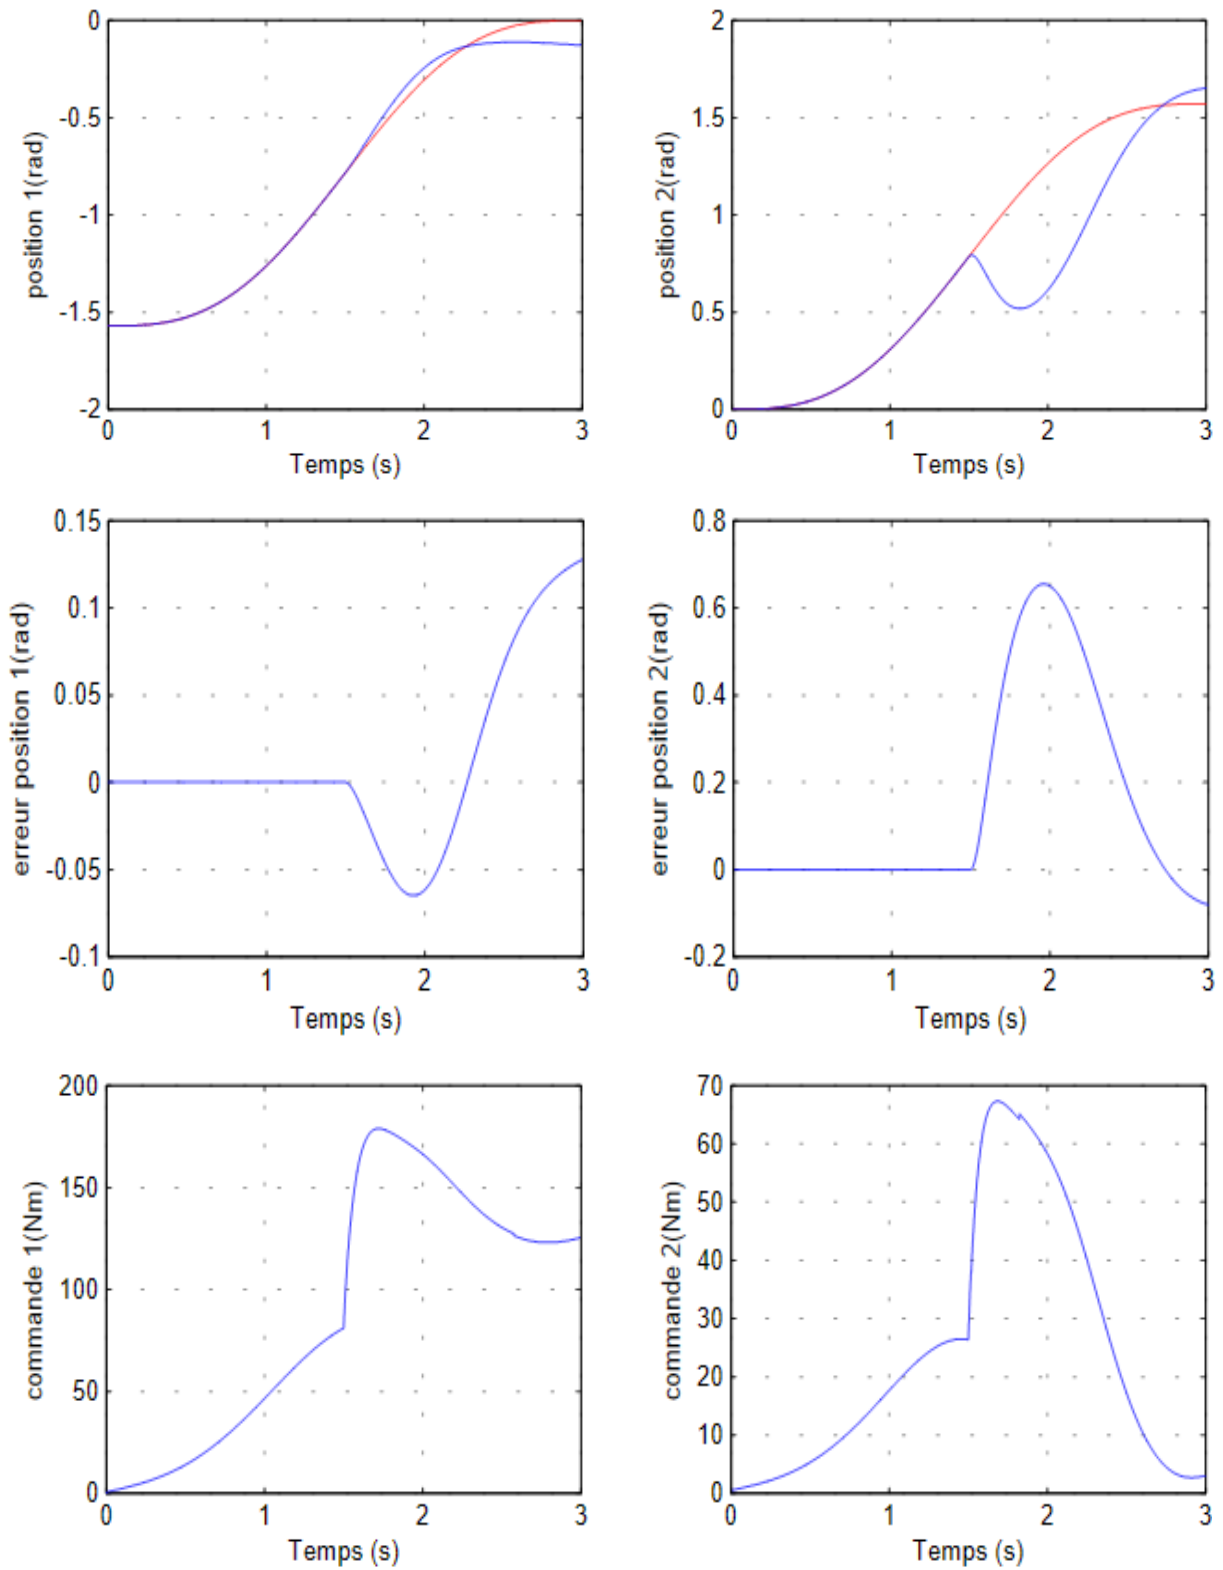 0
-0.5
-1
-1.5
-2
position 1(rad)
0 1 2 3
Temps (s)
2
1.5
1
0.5
0
position 2(rad)
0 1 2 3
Temps (s)
0.15
0.1
0.05
0
-0.05
-0.1
erreur position 1(rad)
0 1 2 3
Temps (s)
0.8
0.6
0.4
0.2
0
-0.2
erreur position 2(rad)
0 1 2 3
Temps (s)
200
150
100
50
0
commande 1(Nm)
0 1 2 3
Temps (s)
70
60
50
40
30
20
10
0
commande 2(Nm)
0 1 2 3
Temps (s)